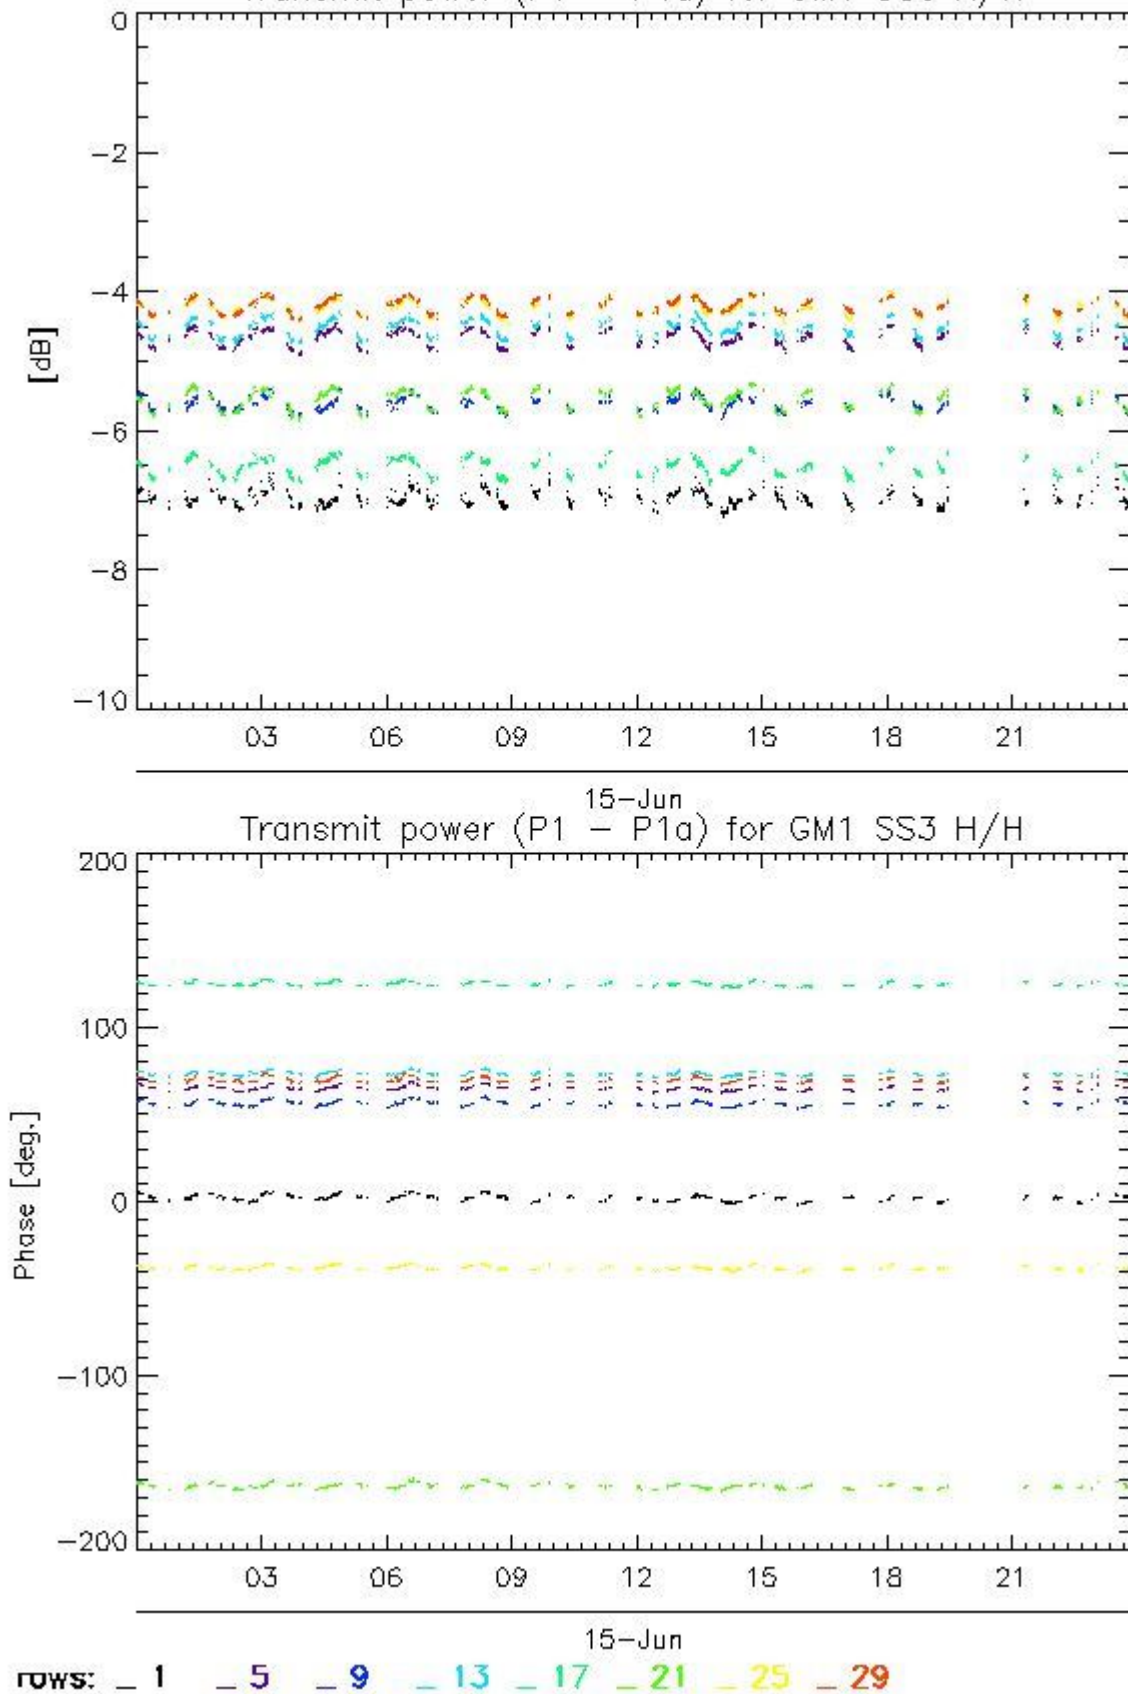 0
-2
-4
-6
-8
-10
[dB]
03 06 09 12 15 18 21
15-Jun
Transmit power (P1 - P1a) for GM1 SS3 H/H
200
100
0
-100
-200
Phase [deg.]
03 06 09 12 15 18 21
15-Jun
rows: _ 1 _ 5 _ 9 _ 13 _ 17 _ 21 _ 25 _ 29